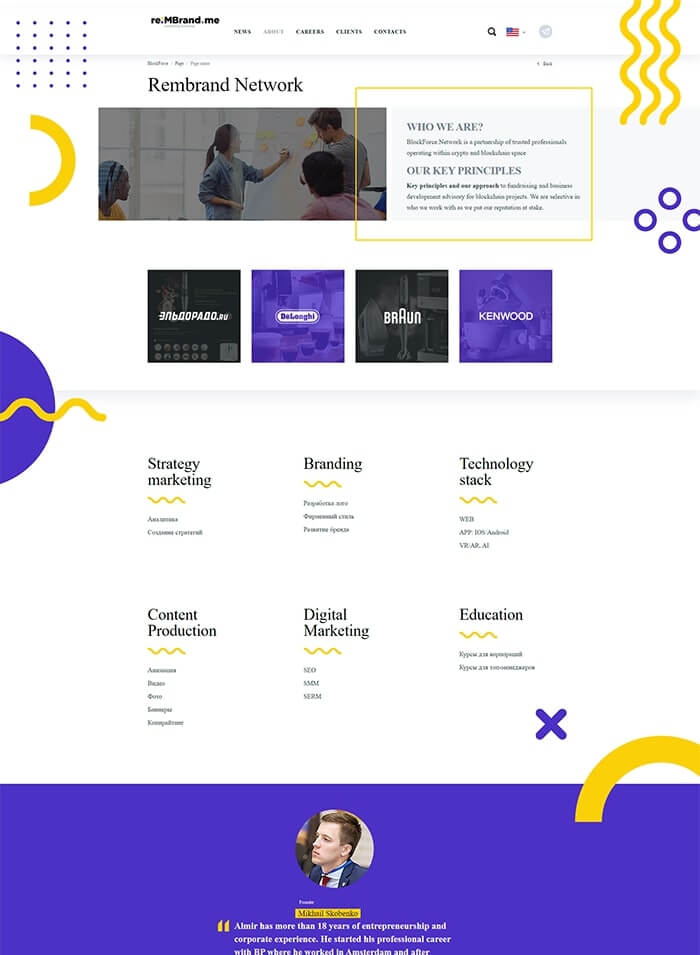 re:MBrand.me
NEWS ABOUT CAREERS CLIENTS CONTACTS
BlockForce / Page / Page name
Back
Rembrand Network
WHO WE ARE?
BlockForce.Network is a partnership of trusted professionals
operating within crypto and blockchain space
OUR KEY PRINCIPLES
Key principles and our approach to fundraising and business
development advisory for blockchain projects. We are selective in
who we work with as we put our reputation at stake.
ЭЛЬДОРАДО.RU
DeLonghi
BRAUN
KENWOOD
Strategy
marketing
Аналитика
Создание стратегий
Branding
Разработка лого
Фирменный стиль
Развитие бренда
Technology
stack
WEB
APP: IOS/Android
VR/AR, AI
Content
Production
Анимация
Видео
Фото
Баннеры
Копирайтинг
Digital
Marketing
SEO
SMM
SERM
Education
Курсы для корпораций
Курсы для топ-менеджеров
Founder
Mikhail Skobenko
Almir has more than 18 years of entrepreneurship and
corporate experience. He started his professional career
with BP where he worked in Amsterdam and after